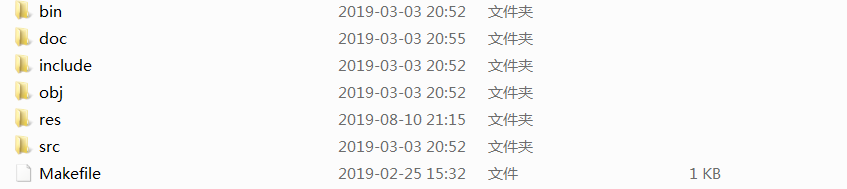 bin 2019-03-03 20:52 文件夹
doc 2019-03-03 20:55 文件夹
include 2019-03-03 20:52 文件夹
obj 2019-03-03 20:52 文件夹
res 2019-08-10 21:15 文件夹
src 2019-03-03 20:52 文件夹
Makefile 2019-02-25 15:32 文件 1 KB